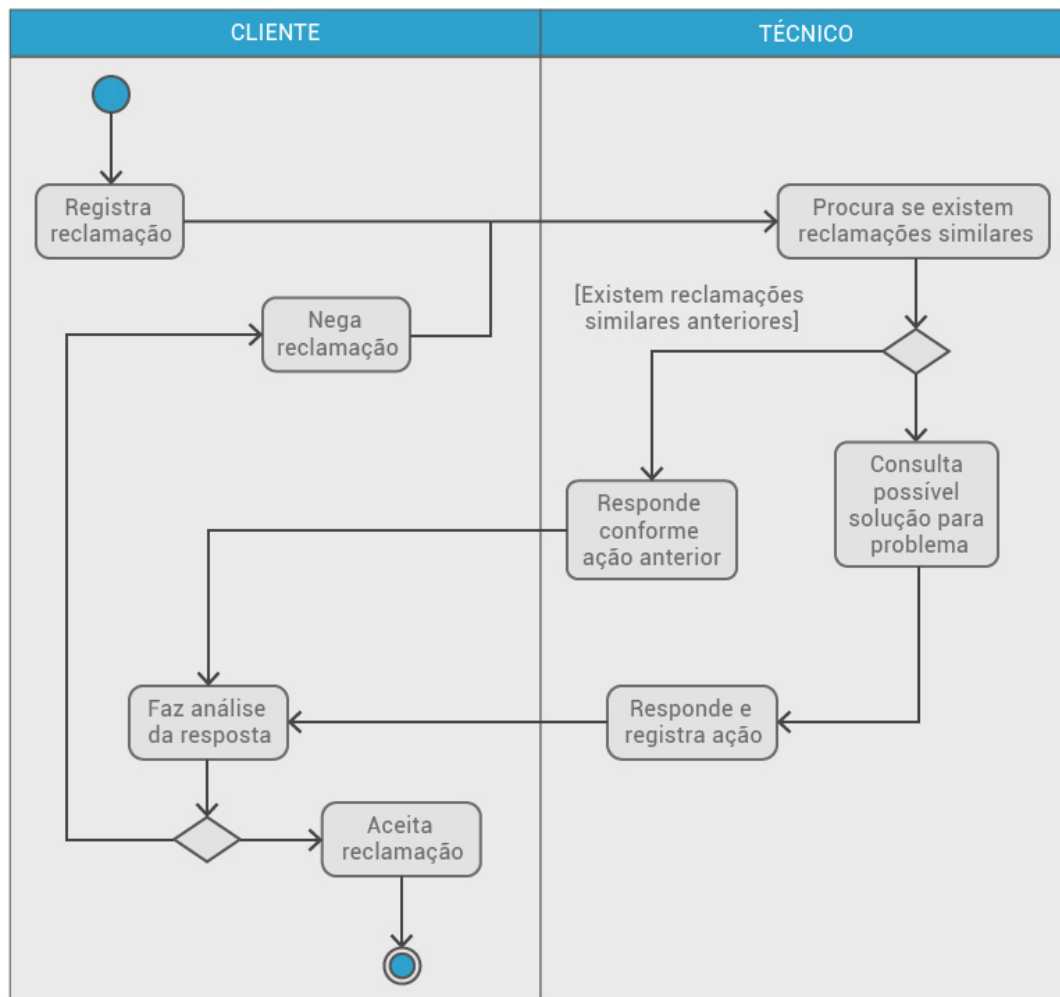 CLIENTE
TÉCNICO
Registra
reclamação
Procura se existem
reclamações similares
[Existem reclamações
similares anteriores]
Nega
reclamação
Consulta
possível
solução para
problema
Responde
conforme
ação anterior
Faz análise
da resposta
Responde e
registra ação
Aceita
reclamação